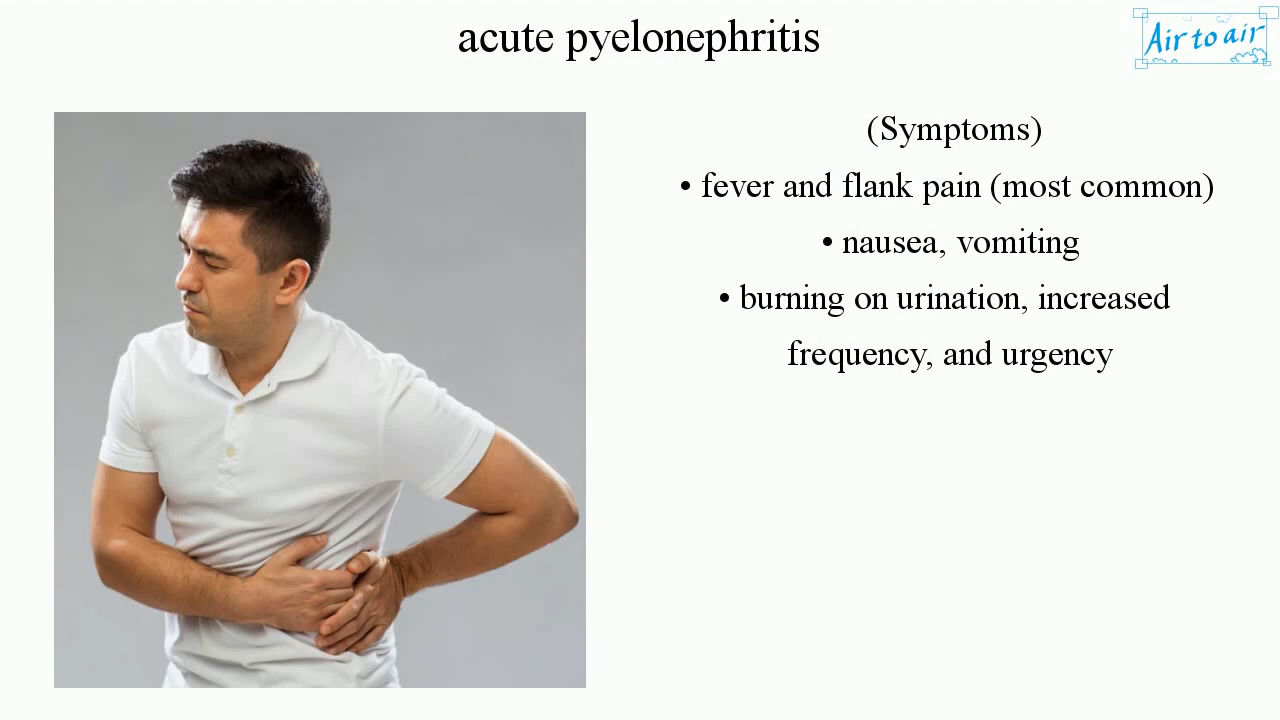 acute pyelonephritis
Air to air
(Symptoms)
• fever and flank pain (most common)
• nausea, vomiting
• burning on urination, increased
frequency, and urgency